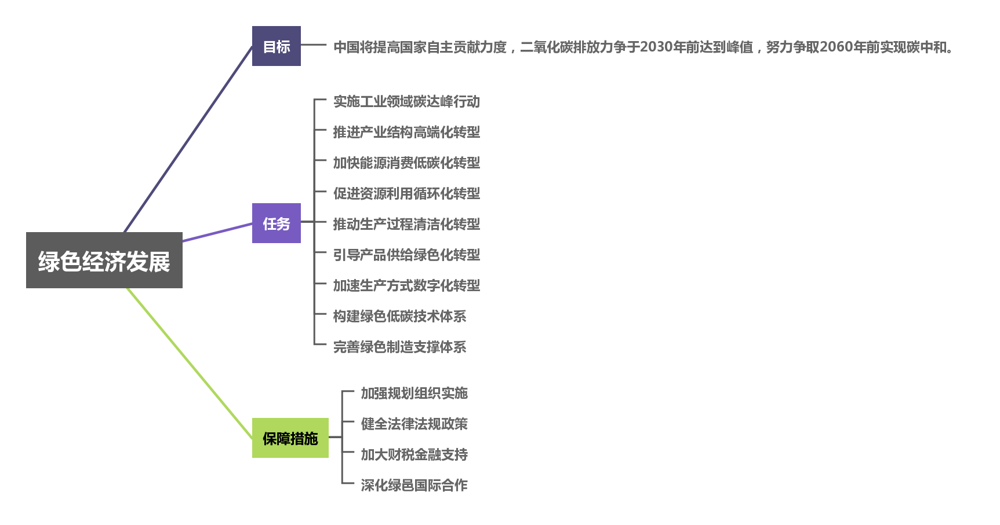 绿色经济发展
目标
中国将提高国家自主贡献力度，二氧化碳排放力争于2030年前达到峰值，努力争取2060年前实现碳中和。
任务
实施工业领域碳达峰行动
推进产业结构高端化转型
加快能源消费低碳化转型
促进资源利用循环化转型
推动生产过程清洁化转型
引导产品供给绿色化转型
加速生产方式数字化转型
构建绿色低碳技术体系
完善绿色制造支撑体系
保障措施
加强规划组织实施
健全法律法规政策
加大财税金融支持
深化绿邑国际合作